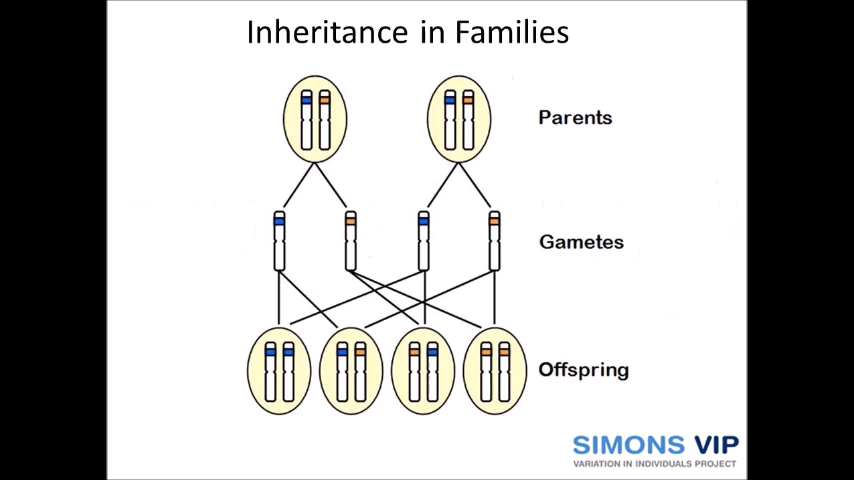 Inheritance in Families
Parents
Gametes
Offspring
SIMONS VIP
VARIATION IN INDIVIDUALS PROJECT